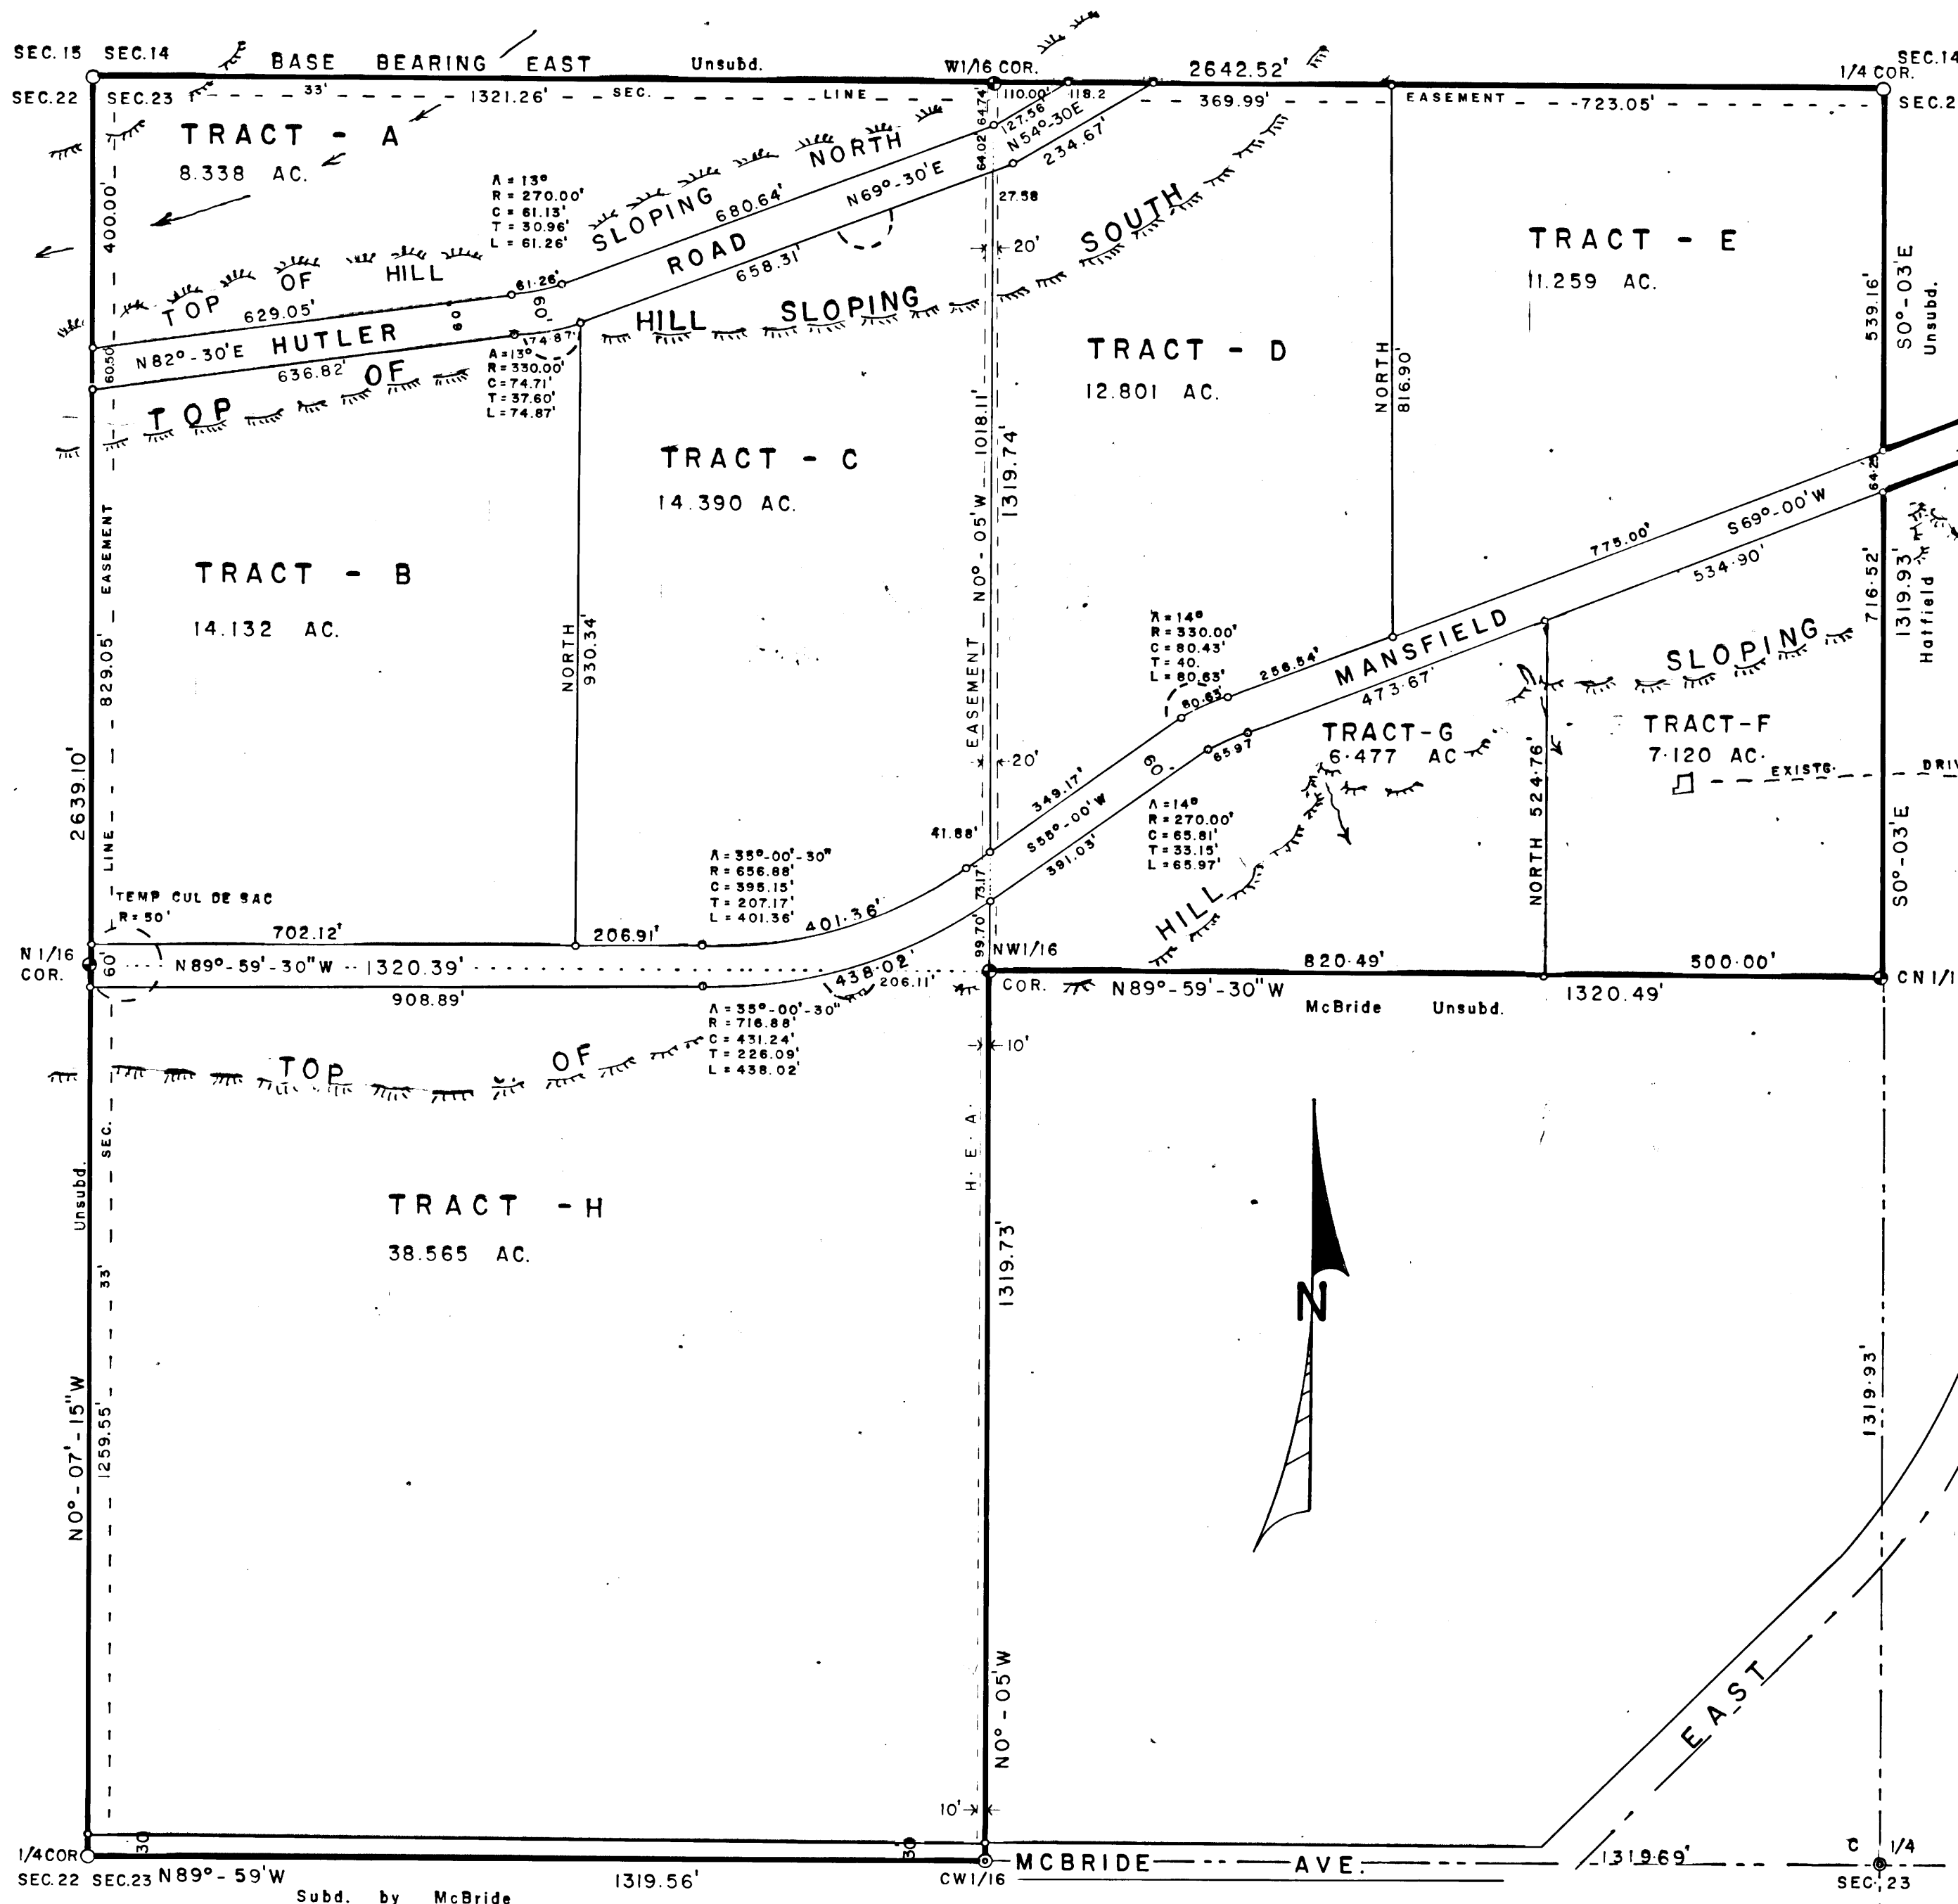 SEC. 15 SEC. 14
BASE BEARING EAST
Unsubd.
W1/16 COR.
2642.52'
1/4 COR.
SEC. 14
SEC. 22 SEC. 23
33'
1321.26'
SEC. LINE
110.00'
118.2
369.99'
EASEMENT
723.05'
SEC. 2
TRACT - A
8.338 AC.
400.00'
64.74'
127.56'
N54°-30E
234.67'
64.02'
27.58
20'
SLOPING NORTH
680.64'
N69°-30'E
ROAD
658.31'
Λ = 13°
R = 270.00'
C = 61.13'
T = 30.96'
L = 61.26'
TOP OF HILL
629.05'
61.26'
60'
60'
N82°-30'E HUTLER
60.50'
636.82'
74.87'
Λ = 13°
R = 330.00'
C = 74.71'
T = 37.60'
L = 74.87'
TOP OF HILL SLOPING SOUTH
TRACT - E
11.259 AC.
539.16'
S0°-03'E
Unsubd.
TRACT - D
12.801 AC.
NORTH
816.90'
TRACT - C
14.390 AC.
N0°-05'W 1018.11'
1319.74'
EASEMENT
TRACT - B
14.132 AC.
829.05'
LINE EASEMENT
NORTH
930.34'
2639.10'
64.25'
775.00'
S69°-00'W
534.90'
MANSFIELD
256.54'
473.67'
Λ = 14°
R = 330.00'
C = 80.43'
T = 40.
L = 80.63'
80.63'
65.97
60'
716.52'
1319.93'
Hatfield
SLOPING
TRACT-G
6.477 AC
TRACT-F
7.120 AC.
EXISTG. DRIV
20'
349.17'
S55°-00'W
391.03'
Λ = 14°
R = 270.00'
C = 65.81'
T = 33.15'
L = 65.97'
HILL
NORTH 524.76'
S0°-03'E
41.88'
73.17'
99.70'
Λ = 35°-00'-30"
R = 656.88'
C = 395.15'
T = 207.17'
L = 401.36'
401.36'
TEMP CUL DE SAC
R = 50'
702.12'
206.91'
N 1/16
COR.
60'
N89°-59'-30"W 1320.39'
438.02'
206.11'
NW1/16
COR.
820.49'
500.00'
CN 1/1
N89°-59'-30"W
1320.49'
McBride Unsubd.
908.89'
Λ = 35°-00'-30"
R = 716.88'
C = 431.24'
T = 226.09'
L = 438.02'
TOP OF
10'
H. E. A.
Unsubd.
SEC.
33'
TRACT - H
38.565 AC.
1319.73'
N
N0°-07'-15"W
1259.55'
1319.93'
N0°-05'W
EAST
10'
30
30
1/4 COR
SEC. 22 SEC. 23 N89°-59'W
1319.56'
CW1/16
MCBRIDE AVE.
1319.69'
C 1/4
SEC. 23
Subd. by McBride